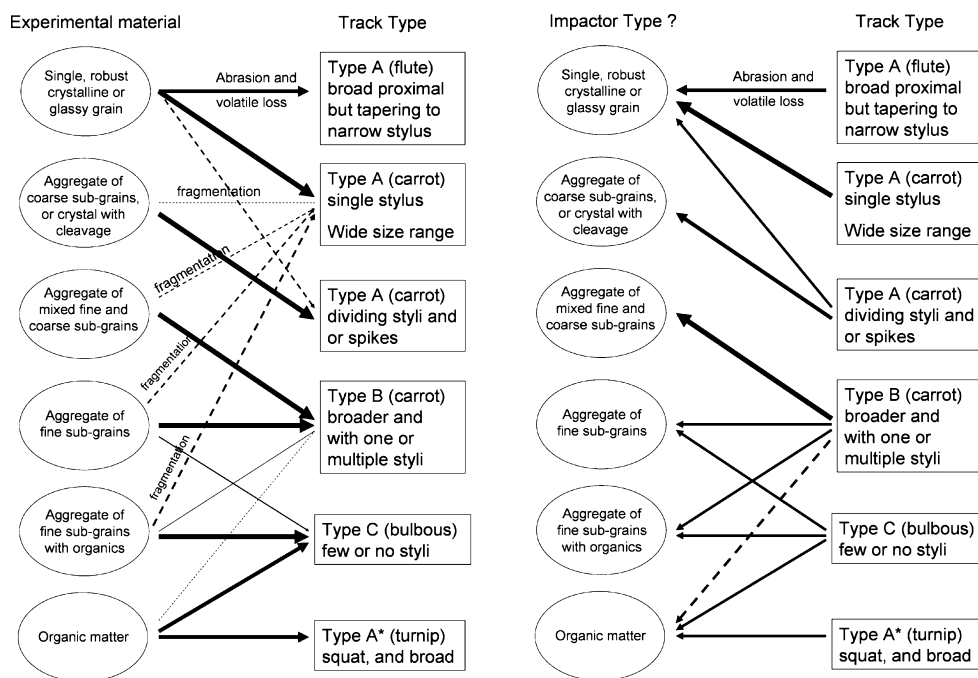 Experimental material
Track Type
Single, robust
crystalline or
glassy grain
Abrasion and
volatile loss
Type A (flute)
broad proximal
but tapering to
narrow stylus
Aggregate of
coarse sub-grains,
or crystal with
cleavage
fragmentation
Type A (carrot)
single stylus
Wide size range
fragmentation
Aggregate of
mixed fine and
coarse sub-grains
Type A (carrot)
dividing styli and
or spikes
fragmentation
Aggregate of
fine sub-grains
Type B (carrot)
broader and
with one or
multiple styli
fragmentation
Aggregate of
fine sub-grains
with organics
Type C (bulbous)
few or no styli
Organic matter
Type A* (turnip)
squat, and broad
Impactor Type ?
Track Type
Single, robust
crystalline or
glassy grain
Abrasion and
volatile loss
Type A (flute)
broad proximal
but tapering to
narrow stylus
Aggregate of
coarse sub-grains,
or crystal with
cleavage
Type A (carrot)
single stylus
Wide size range
Aggregate of
mixed fine and
coarse sub-grains
Type A (carrot)
dividing styli and
or spikes
Aggregate of
fine sub-grains
Type B (carrot)
broader and
with one or
multiple styli
Aggregate of
fine sub-grains
with organics
Type C (bulbous)
few or no styli
Organic matter
Type A* (turnip)
squat, and broad